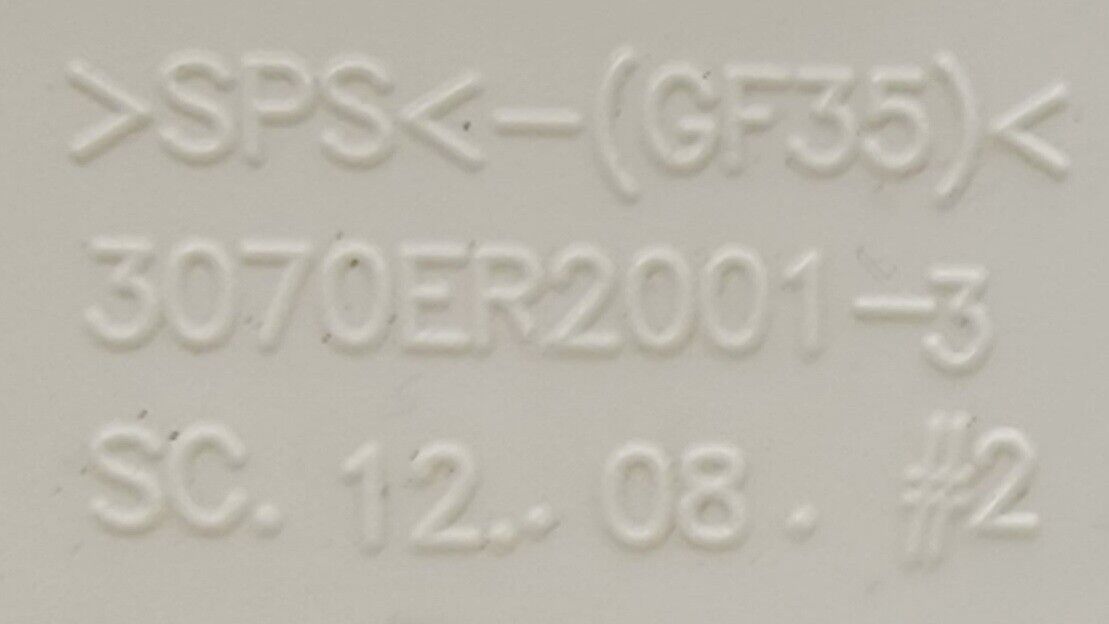 >SPS<-(GF35)<
3070ER2001-3
SC. 12.. 08. #2